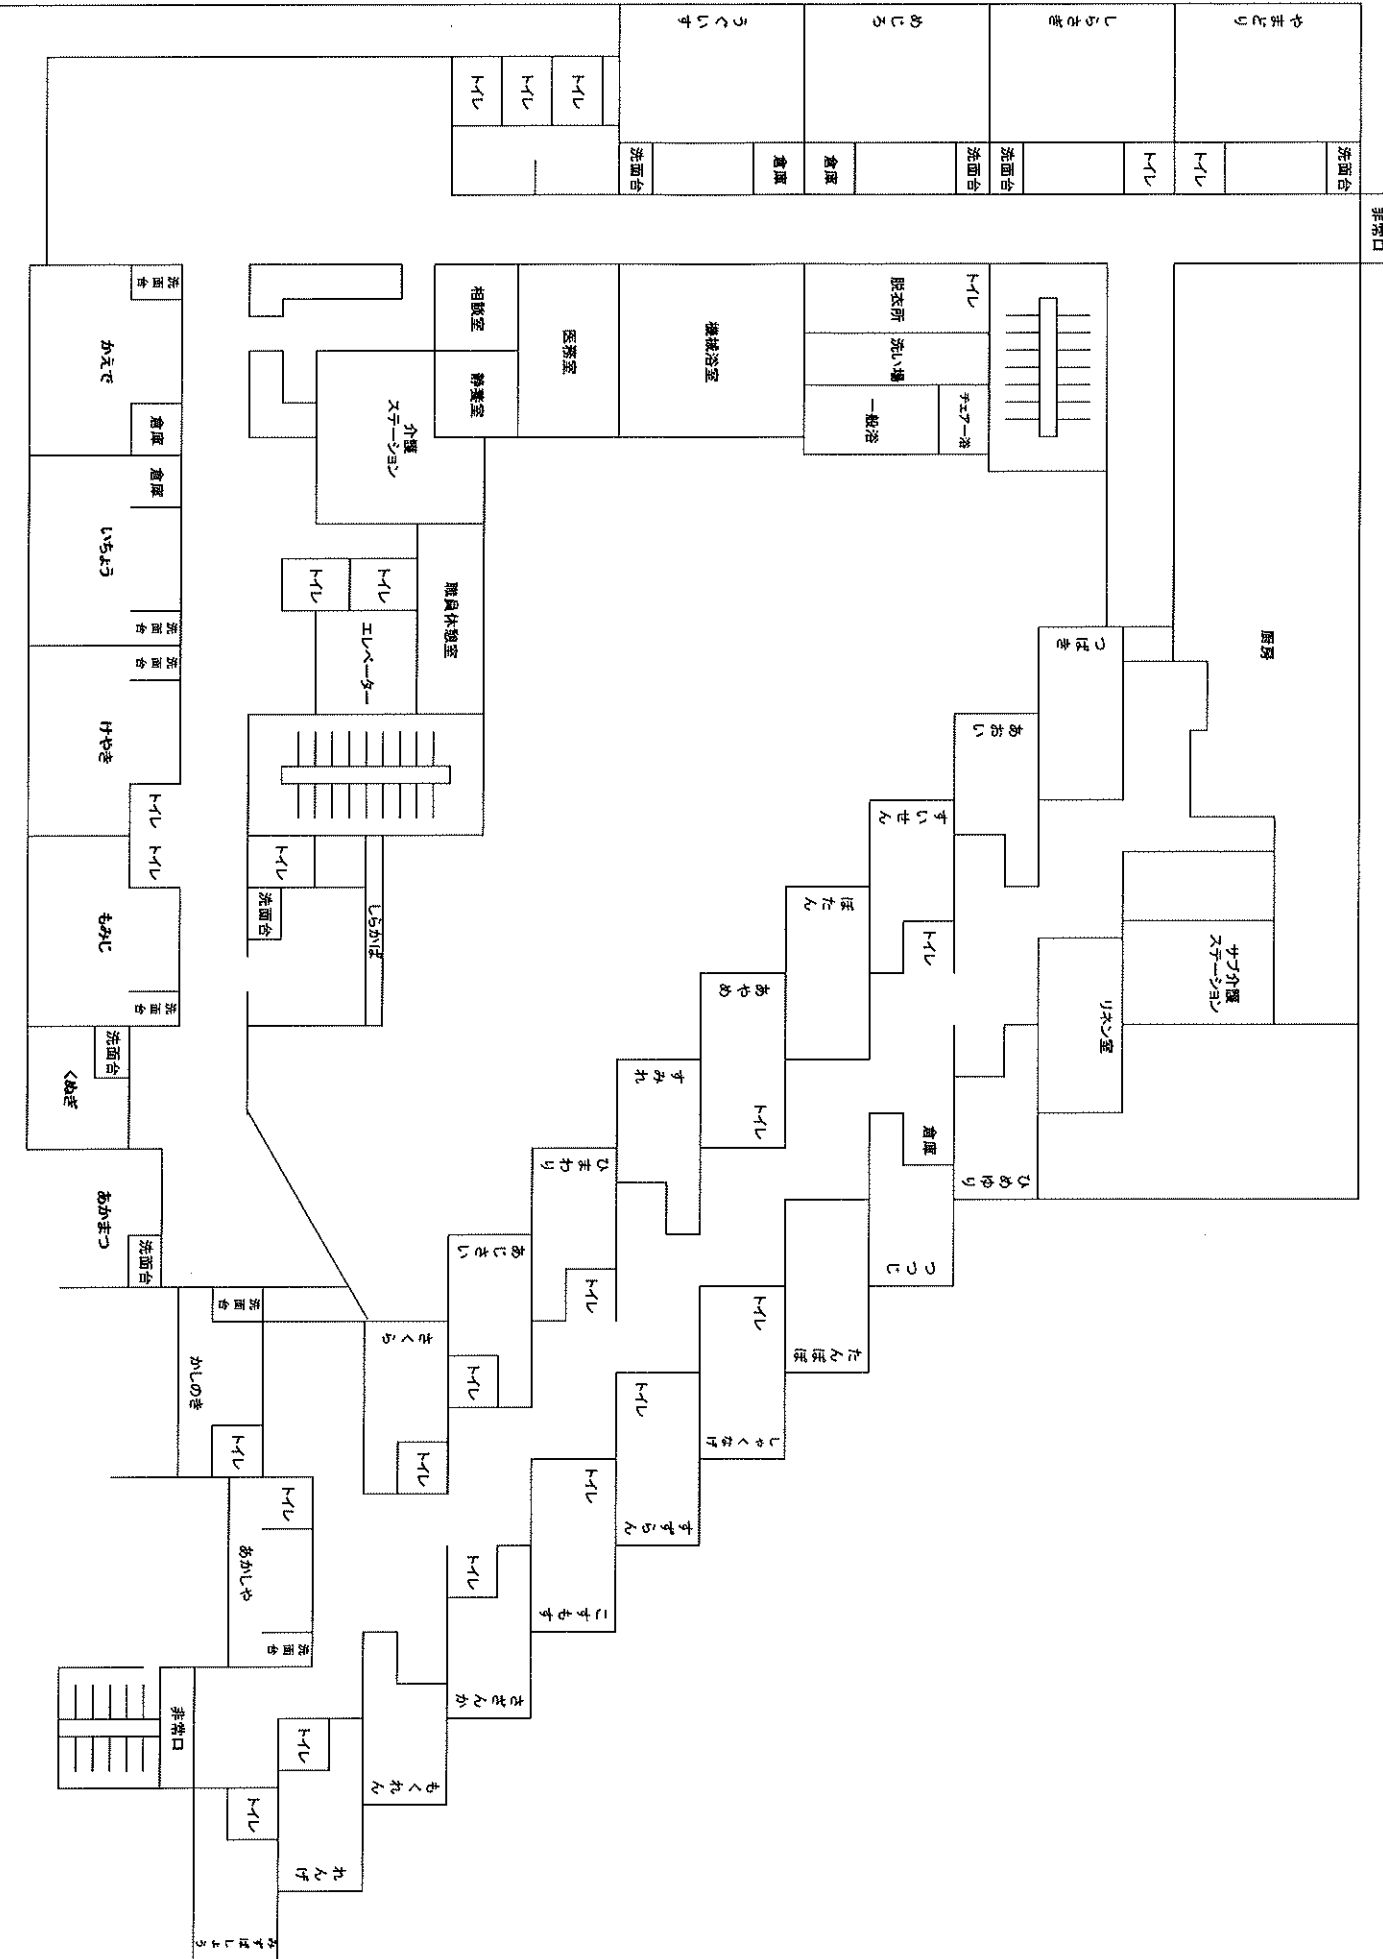 うぐいす
めじろ
しらさぎ
やまどり
トイレ
トイレ
トイレ
洗面台
倉庫
倉庫
洗面台
洗面台
トイレ
トイレ
洗面台
非常口
洗面台
かえで
倉庫
倉庫
いちょう
洗面台
洗面台
けやき
トイレ
トイレ
もみじ
洗面台
洗面台
くぬぎ
あかまつ
洗面台
相談室
静養室
医務室
機械浴室
脱衣所
トイレ
洗い場
一般浴
チェアー浴
介護
ステーション
職員休憩室
トイレ
トイレ
エレベーター
トイレ
洗面台
しらかば
厨房
サブ介護
ステーション
リネン室
つばき
あおい
すいせん
トイレ
ぼたん
あやめ
トイレ
すみれ
ひまわり
トイレ
あじさい
トイレ
さくら
トイレ
ひめゆり
倉庫
つつじ
たんぽぽ
トイレ
しゃくなげ
トイレ
すずらん
トイレ
こすもす
トイレ
さざんか
もくれん
トイレ
れんげ
トイレ
みずばしょう
洗面台
かしのき
トイレ
トイレ
あかしや
洗面台
非常口